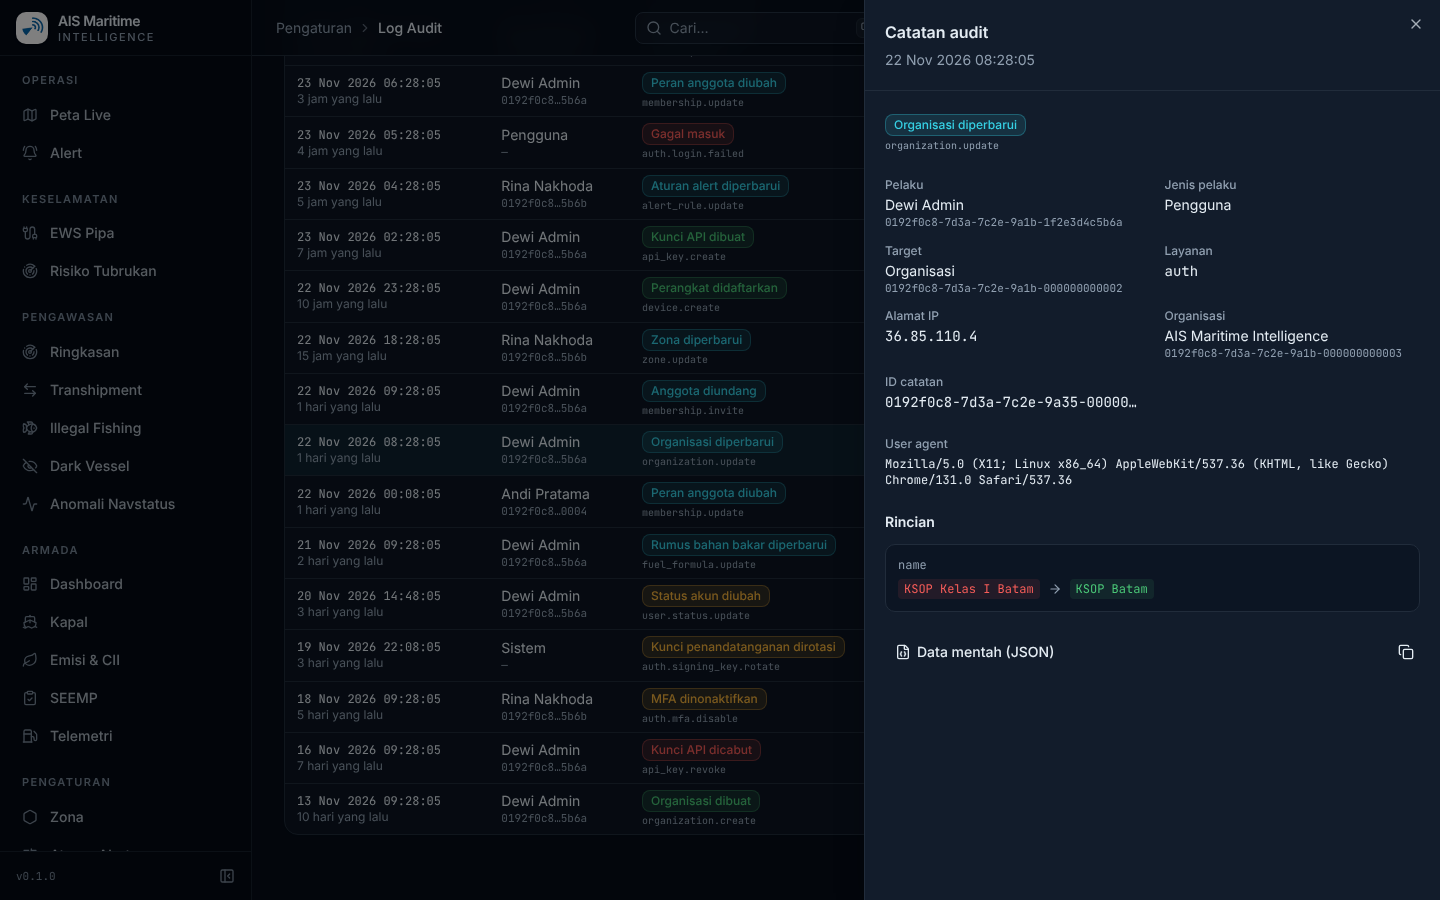 AIS Maritime
INTELLIGENCE
OPERASI
Peta Live
Alert
KESELAMATAN
EWS Pipa
Risiko Tubrukan
PENGAWASAN
Ringkasan
Transhipment
Illegal Fishing
Dark Vessel
Anomali Navstatus
ARMADA
Dashboard
Kapal
Emisi & CII
SEEMP
Telemetri
PENGATURAN
Zona
v0.1.0
Pengaturan > Log Audit
Cari...
23 Nov 2026 06:28:05 Dewi Admin Peran anggota diubah
3 jam yang lalu 0192f0c8…5b6a membership.update
23 Nov 2026 05:28:05 Pengguna Gagal masuk
4 jam yang lalu — auth.login.failed
23 Nov 2026 04:28:05 Rina Nakhoda Aturan alert diperbarui
5 jam yang lalu 0192f0c8…5b6b alert_rule.update
23 Nov 2026 02:28:05 Dewi Admin Kunci API dibuat
7 jam yang lalu 0192f0c8…5b6a api_key.create
22 Nov 2026 23:28:05 Dewi Admin Perangkat didaftarkan
10 jam yang lalu 0192f0c8…5b6a device.create
22 Nov 2026 18:28:05 Rina Nakhoda Zona diperbarui
15 jam yang lalu 0192f0c8…5b6b zone.update
22 Nov 2026 09:28:05 Dewi Admin Anggota diundang
1 hari yang lalu 0192f0c8…5b6a membership.invite
22 Nov 2026 08:28:05 Dewi Admin Organisasi diperbarui
1 hari yang lalu 0192f0c8…5b6a organization.update
22 Nov 2026 00:08:05 Andi Pratama Peran anggota diubah
1 hari yang lalu 0192f0c8…0004 membership.update
21 Nov 2026 09:28:05 Dewi Admin Rumus bahan bakar diperbarui
2 hari yang lalu 0192f0c8…5b6a fuel_formula.update
20 Nov 2026 14:48:05 Dewi Admin Status akun diubah
3 hari yang lalu 0192f0c8…5b6a user.status.update
19 Nov 2026 22:08:05 Sistem Kunci penandatanganan dirotasi
3 hari yang lalu — auth.signing_key.rotate
18 Nov 2026 09:28:05 Rina Nakhoda MFA dinonaktifkan
5 hari yang lalu 0192f0c8…5b6b auth.mfa.disable
16 Nov 2026 09:28:05 Dewi Admin Kunci API dicabut
7 hari yang lalu 0192f0c8…5b6a api_key.revoke
13 Nov 2026 09:28:05 Dewi Admin Organisasi dibuat
10 hari yang lalu 0192f0c8…5b6a organization.create
Catatan audit
22 Nov 2026 08:28:05
Organisasi diperbarui
organization.update
Pelaku
Dewi Admin
0192f0c8-7d3a-7c2e-9a1b-1f2e3d4c5b6a
Jenis pelaku
Pengguna
Target
Organisasi
0192f0c8-7d3a-7c2e-9a1b-000000000002
Layanan
auth
Alamat IP
36.85.110.4
Organisasi
AIS Maritime Intelligence
0192f0c8-7d3a-7c2e-9a1b-000000000003
ID catatan
0192f0c8-7d3a-7c2e-9a35-00000…
User agent
Mozilla/5.0 (X11; Linux x86_64) AppleWebKit/537.36 (KHTML, like Gecko)
Chrome/131.0 Safari/537.36
Rincian
name
KSOP Kelas I Batam → KSOP Batam
Data mentah (JSON)